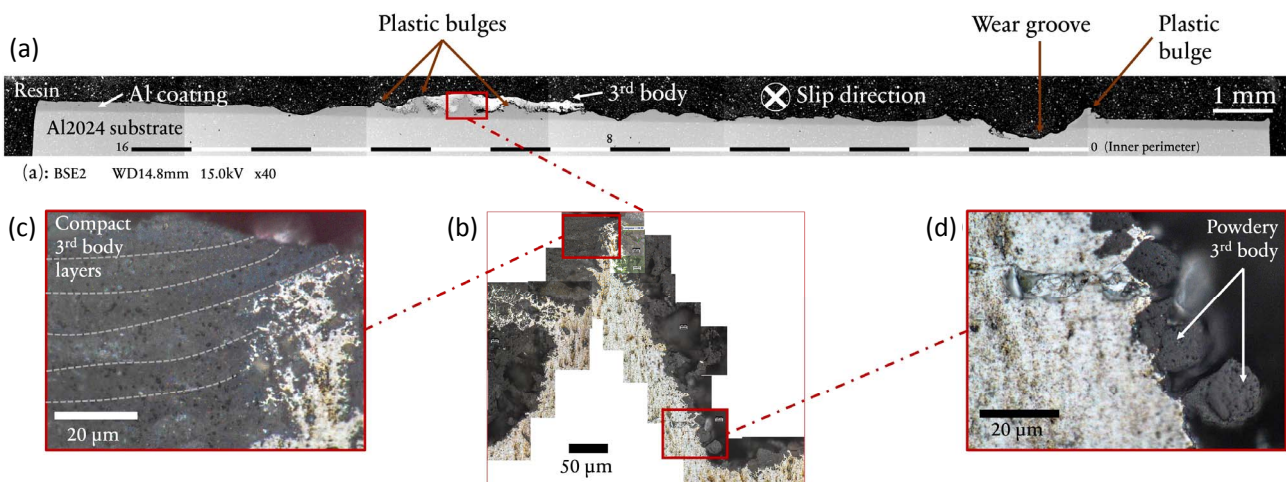 (a)
Plastic bulges
Wear groove
Plastic
bulge
Resin
Al coating
3rd body
Slip direction
1 mm
Al2024 substrate
16
8
0 (Inner perimeter)
(a): BSE2 WD14.8mm 15.0kV x40
(c)
Compact
3rd body
layers
20 µm
(b)
50 µm
(d)
Powdery
3rd body
20 µm